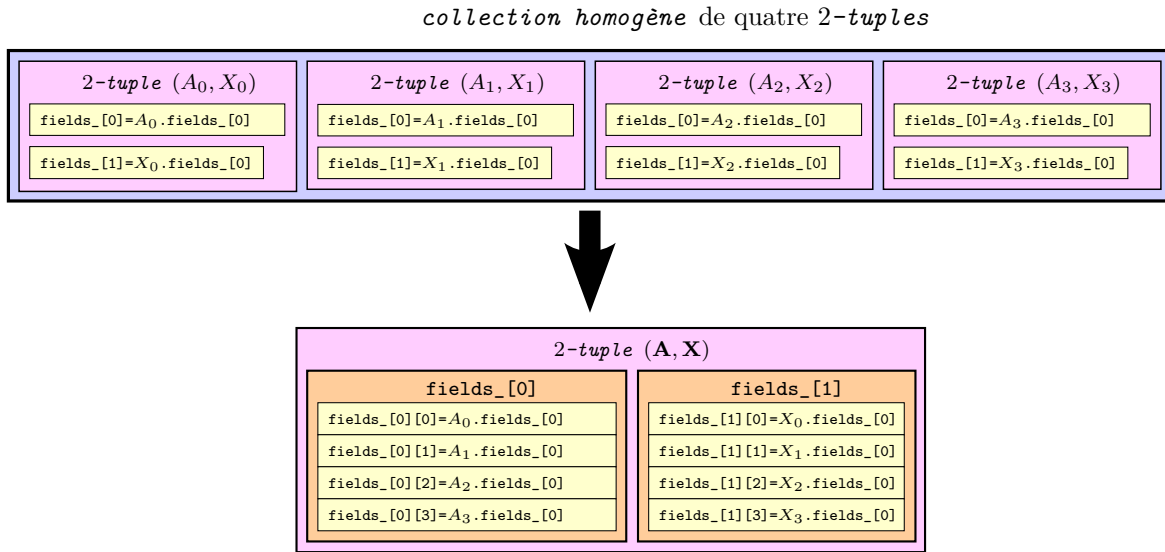 collection homogène de quatre 2-tuples
2-tuple (A₀, X₀)
fields_[0]=A₀.fields_[0]
fields_[1]=X₀.fields_[0]
2-tuple (A₁, X₁)
fields_[0]=A₁.fields_[0]
fields_[1]=X₁.fields_[0]
2-tuple (A₂, X₂)
fields_[0]=A₂.fields_[0]
fields_[1]=X₂.fields_[0]
2-tuple (A₃, X₃)
fields_[0]=A₃.fields_[0]
fields_[1]=X₃.fields_[0]
2-tuple (A, X)
fields_[0]
fields_[0][0]=A₀.fields_[0]
fields_[0][1]=A₁.fields_[0]
fields_[0][2]=A₂.fields_[0]
fields_[0][3]=A₃.fields_[0]
fields_[1]
fields_[1][0]=X₀.fields_[0]
fields_[1][1]=X₁.fields_[0]
fields_[1][2]=X₂.fields_[0]
fields_[1][3]=X₃.fields_[0]